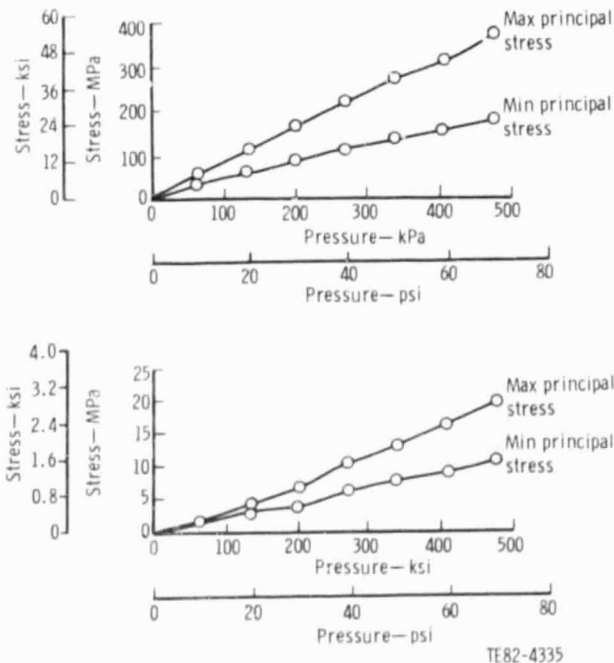 60
48
36
24
12
0
Stress—ksi
400
300
200
100
0
Stress—MPa
Max principal
stress
Min principal
stress
0 100 200 300 400 500
Pressure—kPa
0 20 40 60 80
Pressure—psi
4.0
3.2
2.4
1.6
0.8
0
Stress—ksi
25
20
15
10
5
0
Stress—MPa
Max principal
stress
Min principal
stress
0 100 200 300 400 500
Pressure—ksi
0 20 40 60 80
Pressure—psi
TE82-4335